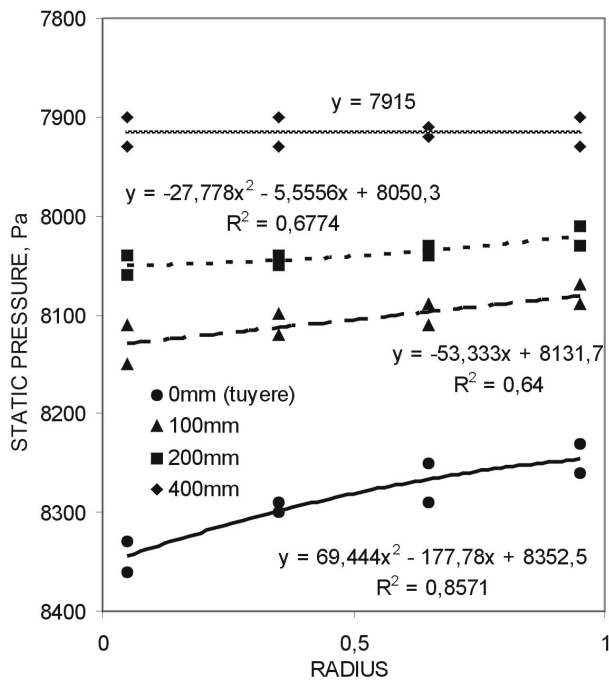 7800
7900
8000
8100
8200
8300
8400
STATIC PRESSURE, Pa
y = 7915
y = -27,778x² - 5,5556x + 8050,3
R² = 0,6774
y = -53,333x + 8131,7
R² = 0,64
0mm (tuyere)
100mm
200mm
400mm
y = 69,444x² - 177,78x + 8352,5
R² = 0,8571
0
0,5
1
RADIUS